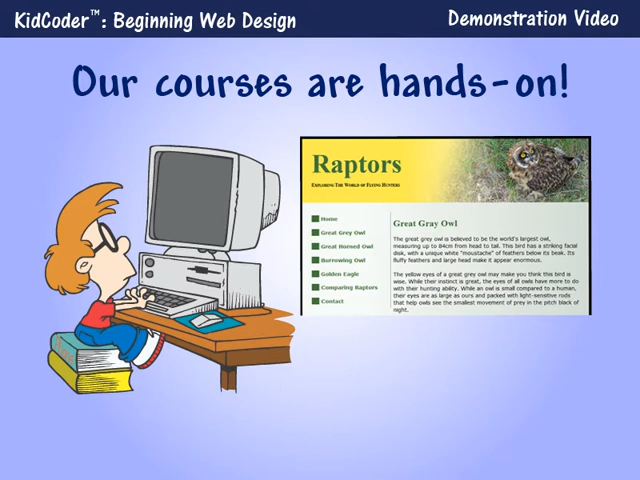 KidCoder™: Beginning Web Design
Demonstration Video
Our courses are hands-on!
Raptors
EXPLORING THE WORLD OF FLYING HUNTERS
Home
Great Grey Owl
Great Horned Owl
Borrowing Owl
Golden Eagle
Comparing Raptors
Contact
Great Gray Owl
The great grey owl is believed to be the world's largest owl,
measuring up to 84cm from head to tail. This bird has a striking facial
disk, with a unique white "moustache" of feathers below its beak. Its
fluffy feathers and large head make it appear enormous.
The yellow eyes of a great grey owl may make you think this bird is
wise. While their instinct is great, the eyes of all owls have more to do
with their hunting ability. While an owl is small compared to a human,
their eyes are as large as ours and packed with light-sensitive rods
that help owls see the smallest movement of prey in the pitch black of
night.